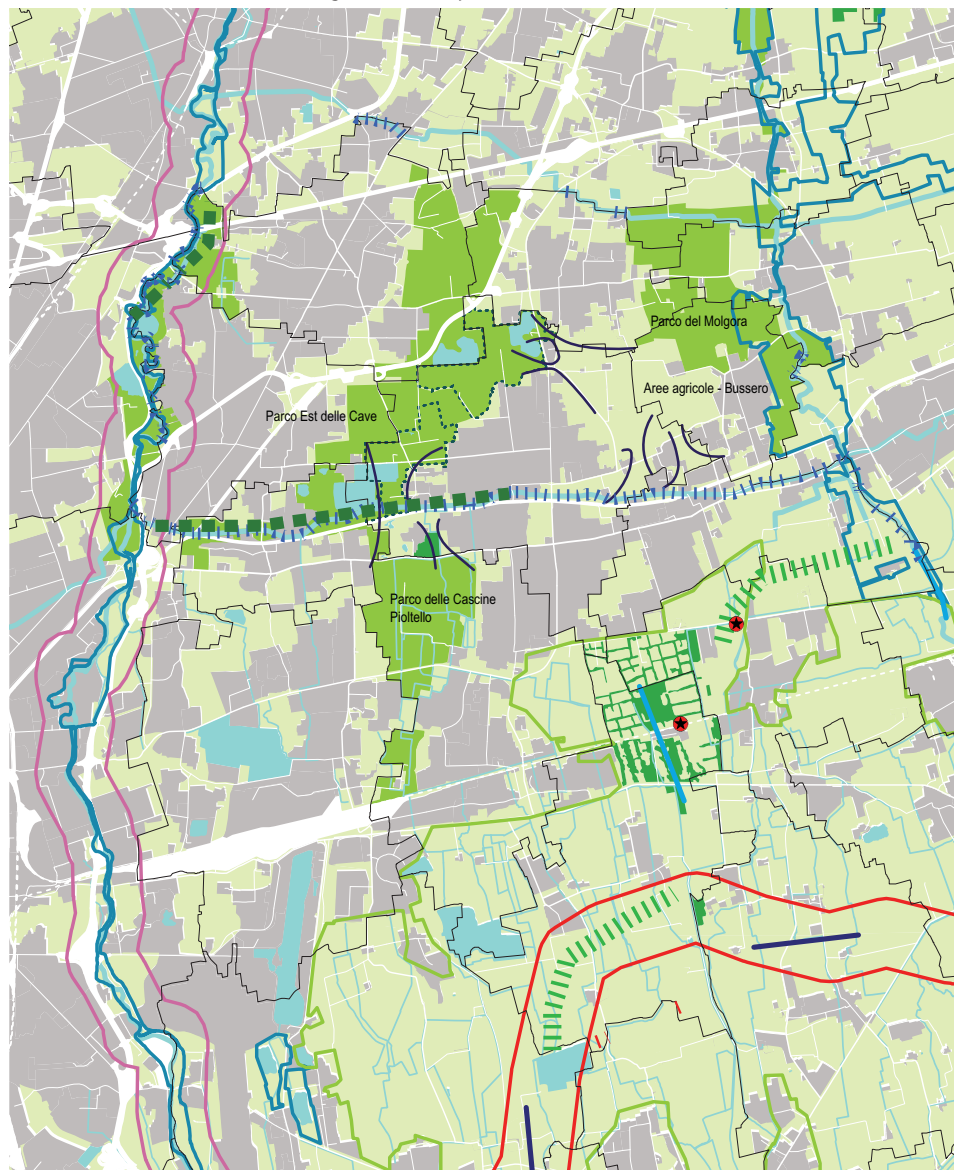 Parco del Molgora
Aree agricole - Bussero
Parco Est delle Cave
Parco delle Cascine
Pioltello